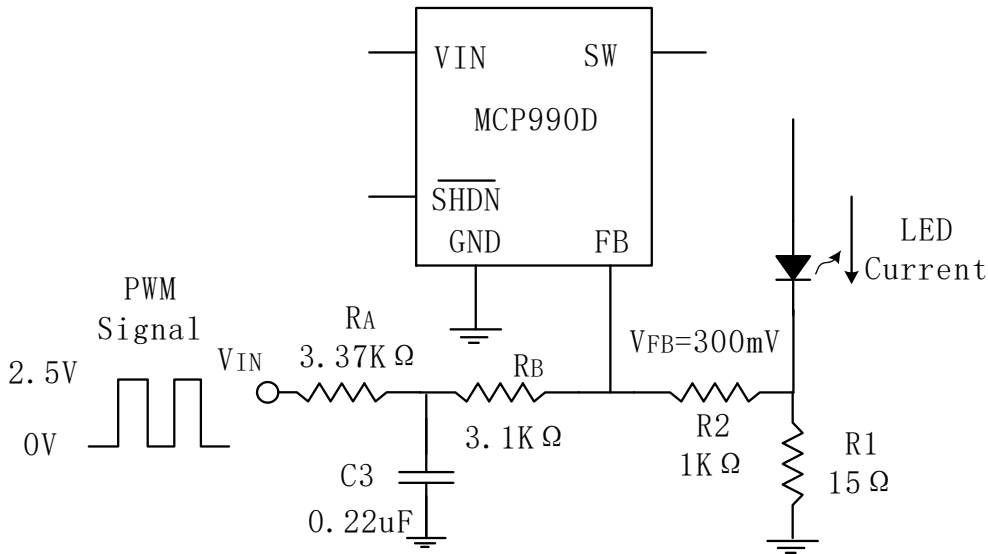 VIN
SW
MCP990D
SHDN
GND
FB
LED
Current
PWM
Signal
2.5V
0V
VIN
RA
3.37KΩ
RB
3.1KΩ
VFB=300mV
R2
1KΩ
R1
15Ω
C3
0.22uF